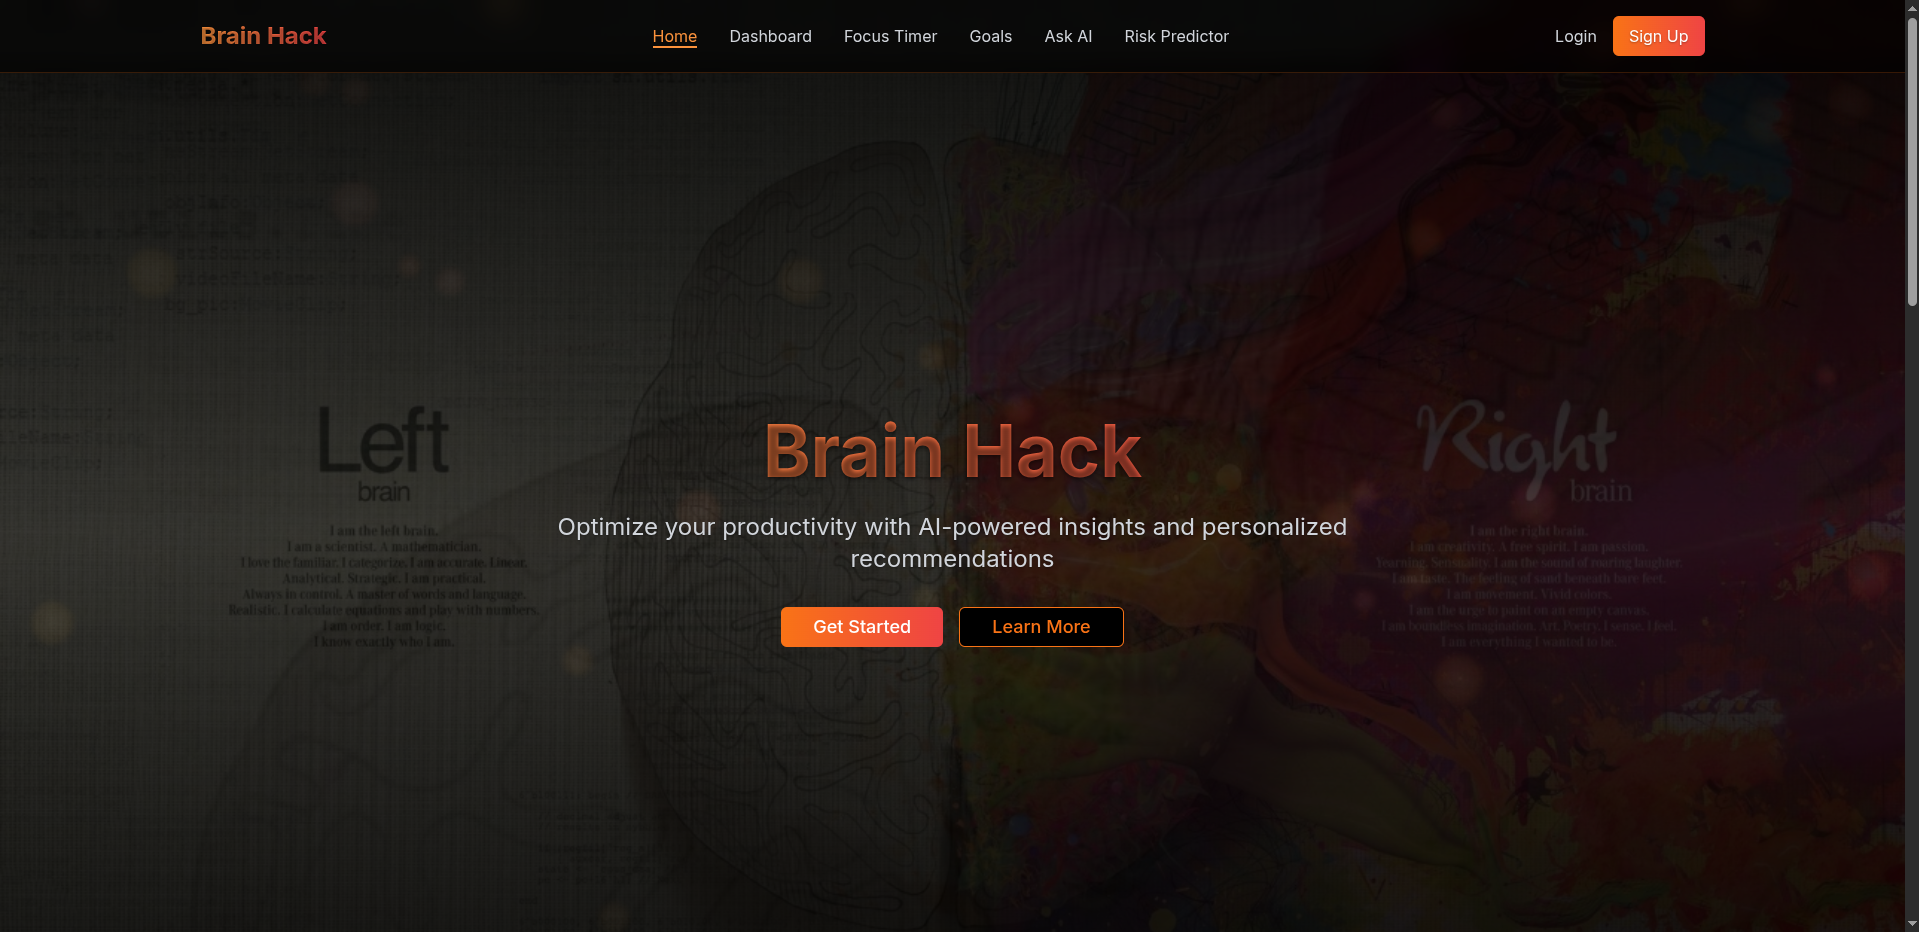 Brain Hack
Home
Dashboard
Focus Timer
Goals
Ask AI
Risk Predictor
Login
Sign Up
strSource:String;
videoFileName:String;
Left
brain
I am the left brain.
I am a scientist. A mathematician.
I love the familiar. I categorize. I am accurate. Linear.
Analytical. Strategic. I am practical.
Always in control. A master of words and language.
Realistic. I calculate equations and play with numbers.
I am order. I am logic.
I know exactly who I am.
Brain Hack
Optimize your productivity with AI-powered insights and personalized
recommendations
Get Started
Learn More
Right
brain
I am the right brain.
I am creativity. A free spirit. I am passion.
Yearning. Sensuality. I am the sound of roaring laughter.
I am taste. The feeling of sand beneath bare feet.
I am movement. Vivid colors.
I am the urge to paint on an empty canvas.
I am boundless imagination. Art. Poetry. I sense. I feel.
I am everything I wanted to be.